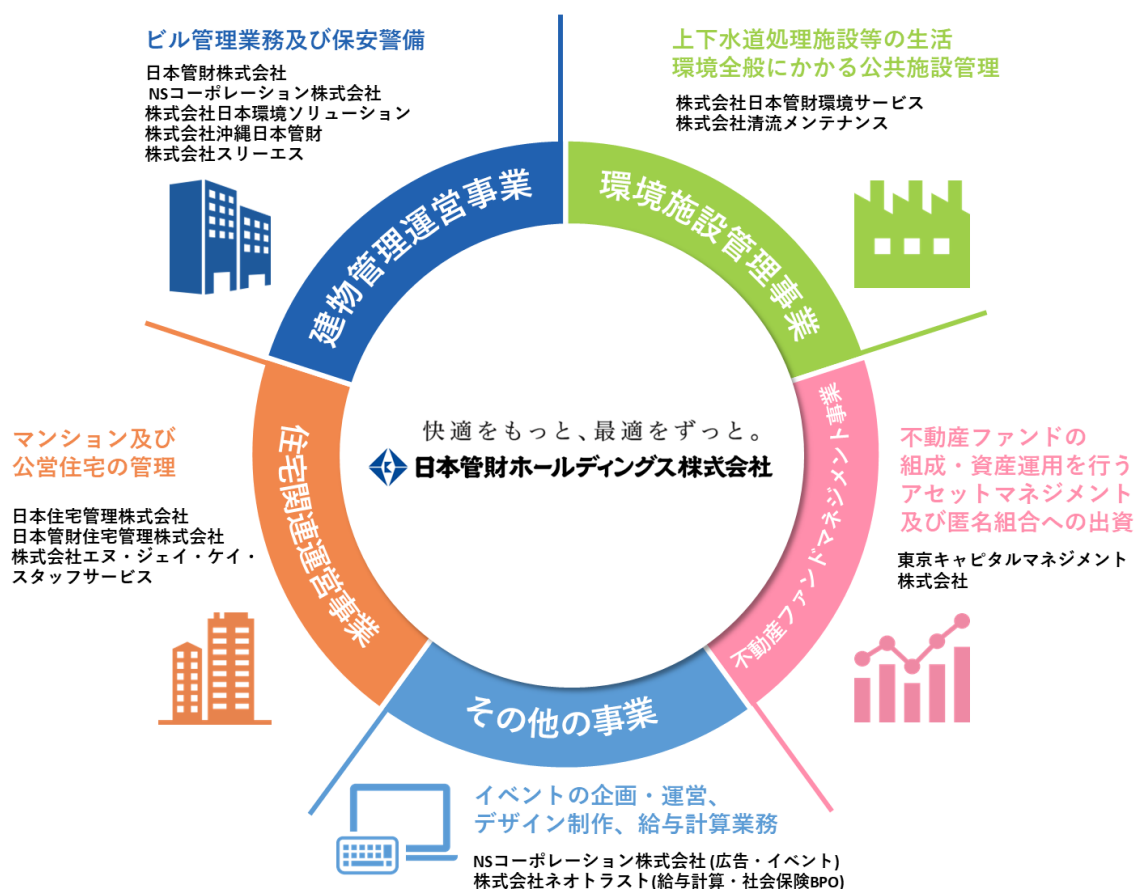 ビル管理業務及び保安警備
日本管財株式会社
NSコーポレーション株式会社
株式会社日本環境ソリューション
株式会社沖縄日本管財
株式会社スリーエス
上下水道処理施設等の生活
環境全般にかかる公共施設管理
株式会社日本管財環境サービス
株式会社清流メンテナンス
建物管理運営事業
環境施設管理事業
快適をもっと、最適をずっと。
日本管財ホールディングス株式会社
マンション及び
公営住宅の管理
日本住宅管理株式会社
日本管財住宅管理株式会社
株式会社エヌ・ジェイ・ケイ・
スタッフサービス
住宅関連運営事業
不動産ファンドマネジメント事業
不動産ファンドの
組成・資産運用を行う
アセットマネジメント
及び匿名組合への出資
東京キャピタルマネジメント
株式会社
その他の事業
イベントの企画・運営、
デザイン制作、給与計算業務
NSコーポレーション株式会社 (広告・イベント)
株式会社ネオトラスト(給与計算・社会保険BPO)